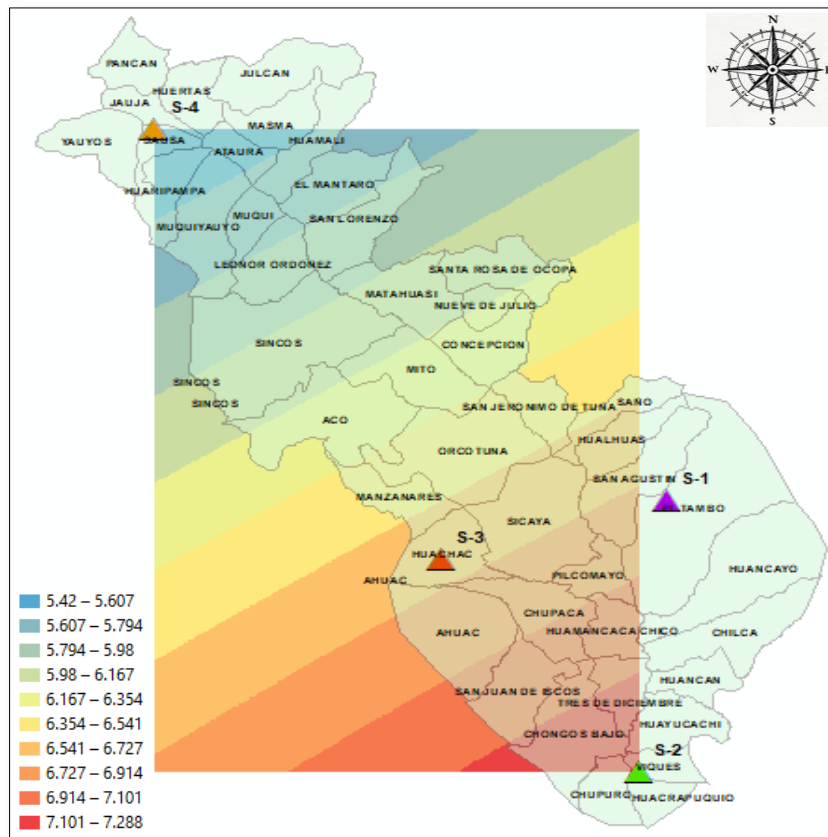 N
W
E
S
PANCAN
JULCAN
HUERTAS
JAUJA
S-4
MASMA
YAUYOS
SAUSA
HUAMALI
ATAURA
EL MANTARO
HUARIPAMPA
MUQUI
SAN LORENZO
MUQUIYAUYO
LEONOR ORDOÑEZ
SANTA ROSA DE OCOPA
MATAHUASI
NUEVE DE JULIO
SINCOS
CONCEPCION
MITO
SINCOS
SINCOS
SAÑO
SAN JERONIMO DE TUNA
ACO
HUALHUAS
ORCOTUNA
SAN AGUSTIN
S-1
MANZANARES
TAMBO
SICAYA
S-3
HUACHAC
HUANCAYO
AHUAC
PILCOMAYO
CHUPACA
AHUAC
HUAMANCACA CHICO
CHILCA
HUANCAN
SAN JUAN DE ISCOS
TRES DE DICIEMBRE
HUAYUCACHI
CHONGOS BAJO
S-2
VIQUES
CHUPURO
HUACRAPUQUIO
5.42 – 5.607
5.607 – 5.794
5.794 – 5.98
5.98 – 6.167
6.167 – 6.354
6.354 – 6.541
6.541 – 6.727
6.727 – 6.914
6.914 – 7.101
7.101 – 7.288